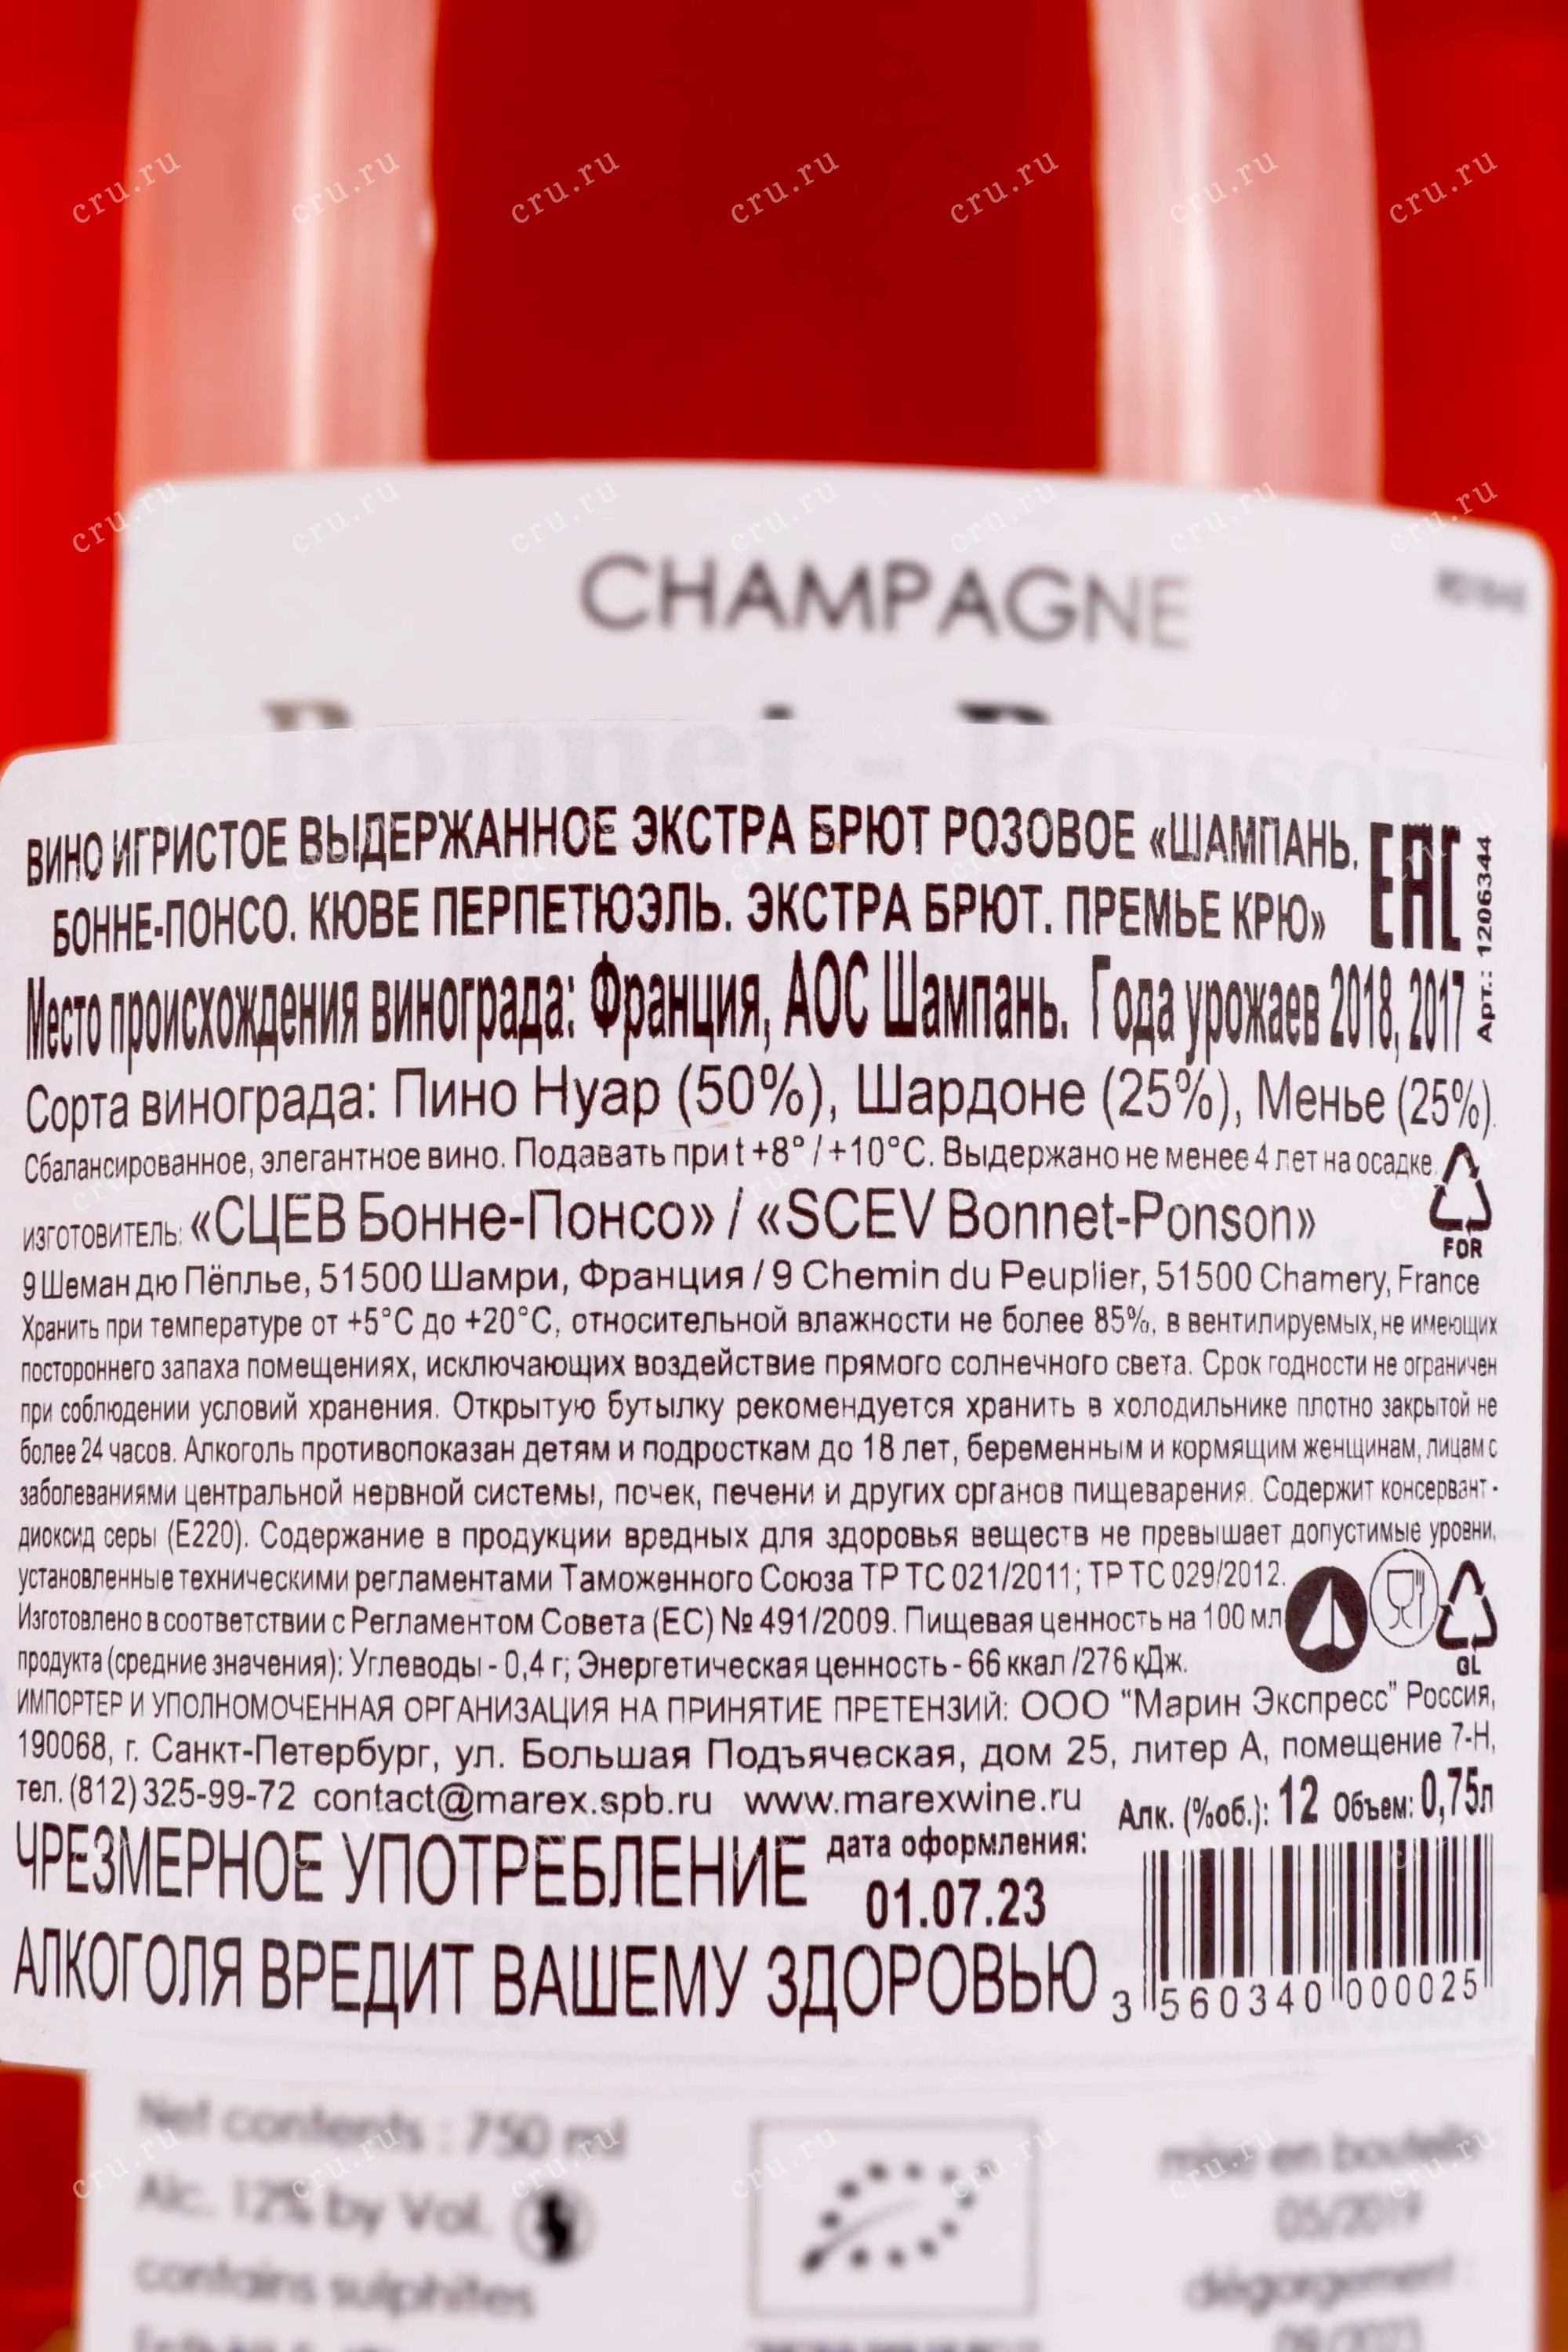 CHAMPAGNE
Bonnet - Ponson
ВИНО ИГРИСТОЕ ВЫДЕРЖАННОЕ ЭКСТРА БРЮТ РОЗОВОЕ «ШАМПАНЬ.
БОННЕ-ПОНСО. КЮВЕ ПЕРПЕТЮЭЛЬ. ЭКСТРА БРЮТ. ПРЕМЬЕ КРЮ»
ЕАС
Арт.: 1206344
Место происхождения винограда: Франция, АОС Шампань. Года урожаев 2018, 2017
Сорта винограда: Пино Нуар (50%), Шардоне (25%), Менье (25%).
Сбалансированное, элегантное вино. Подавать при t +8° / +10°C. Выдержано не менее 4 лет на осадке.
FOR
ИЗГОТОВИТЕЛЬ: «СЦЕВ Бонне-Понсо» / «SCEV Bonnet-Ponson»
9 Шеман дю Пёплье, 51500 Шамри, Франция / 9 Chemin du Peuplier, 51500 Chamery, France
Хранить при температуре от +5°C до +20°C, относительной влажности не более 85%, в вентилируемых, не имеющих
постороннего запаха помещениях, исключающих воздействие прямого солнечного света. Срок годности не ограничен
при соблюдении условий хранения. Открытую бутылку рекомендуется хранить в холодильнике плотно закрытой не
более 24 часов. Алкоголь противопоказан детям и подросткам до 18 лет, беременным и кормящим женщинам, лицам с
заболеваниями центральной нервной системы, почек, печени и других органов пищеварения. Содержит консервант -
диоксид серы (Е220). Содержание в продукции вредных для здоровья веществ не превышает допустимые уровни,
установленные техническими регламентами Таможенного Союза ТР ТС 021/2011; ТР ТС 029/2012.
Изготовлено в соответствии с Регламентом Совета (ЕС) № 491/2009. Пищевая ценность на 100 мл
продукта (средние значения): Углеводы - 0,4 г; Энергетическая ценность - 66 ккал /276 кДж.
GL
ИМПОРТЕР И УПОЛНОМОЧЕННАЯ ОРГАНИЗАЦИЯ НА ПРИНЯТИЕ ПРЕТЕНЗИЙ: ООО "Марин Экспресс" Россия,
190068, г. Санкт-Петербург, ул. Большая Подъяческая, дом 25, литер А, помещение 7-Н,
тел. (812) 325-99-72 contact@marex.spb.ru www.marexwine.ru
Алк. (%об.): 12 Объем: 0,75л
дата оформления:
01.07.23
ЧРЕЗМЕРНОЕ УПОТРЕБЛЕНИЕ
АЛКОГОЛЯ ВРЕДИТ ВАШЕМУ ЗДОРОВЬЮ
3 560340 000025
Net contents : 750 ml
Alc. 12% by Vol.
contains sulphites
mise en bouteille :
05/2019
dégorgement :
09/2023
cru.ru